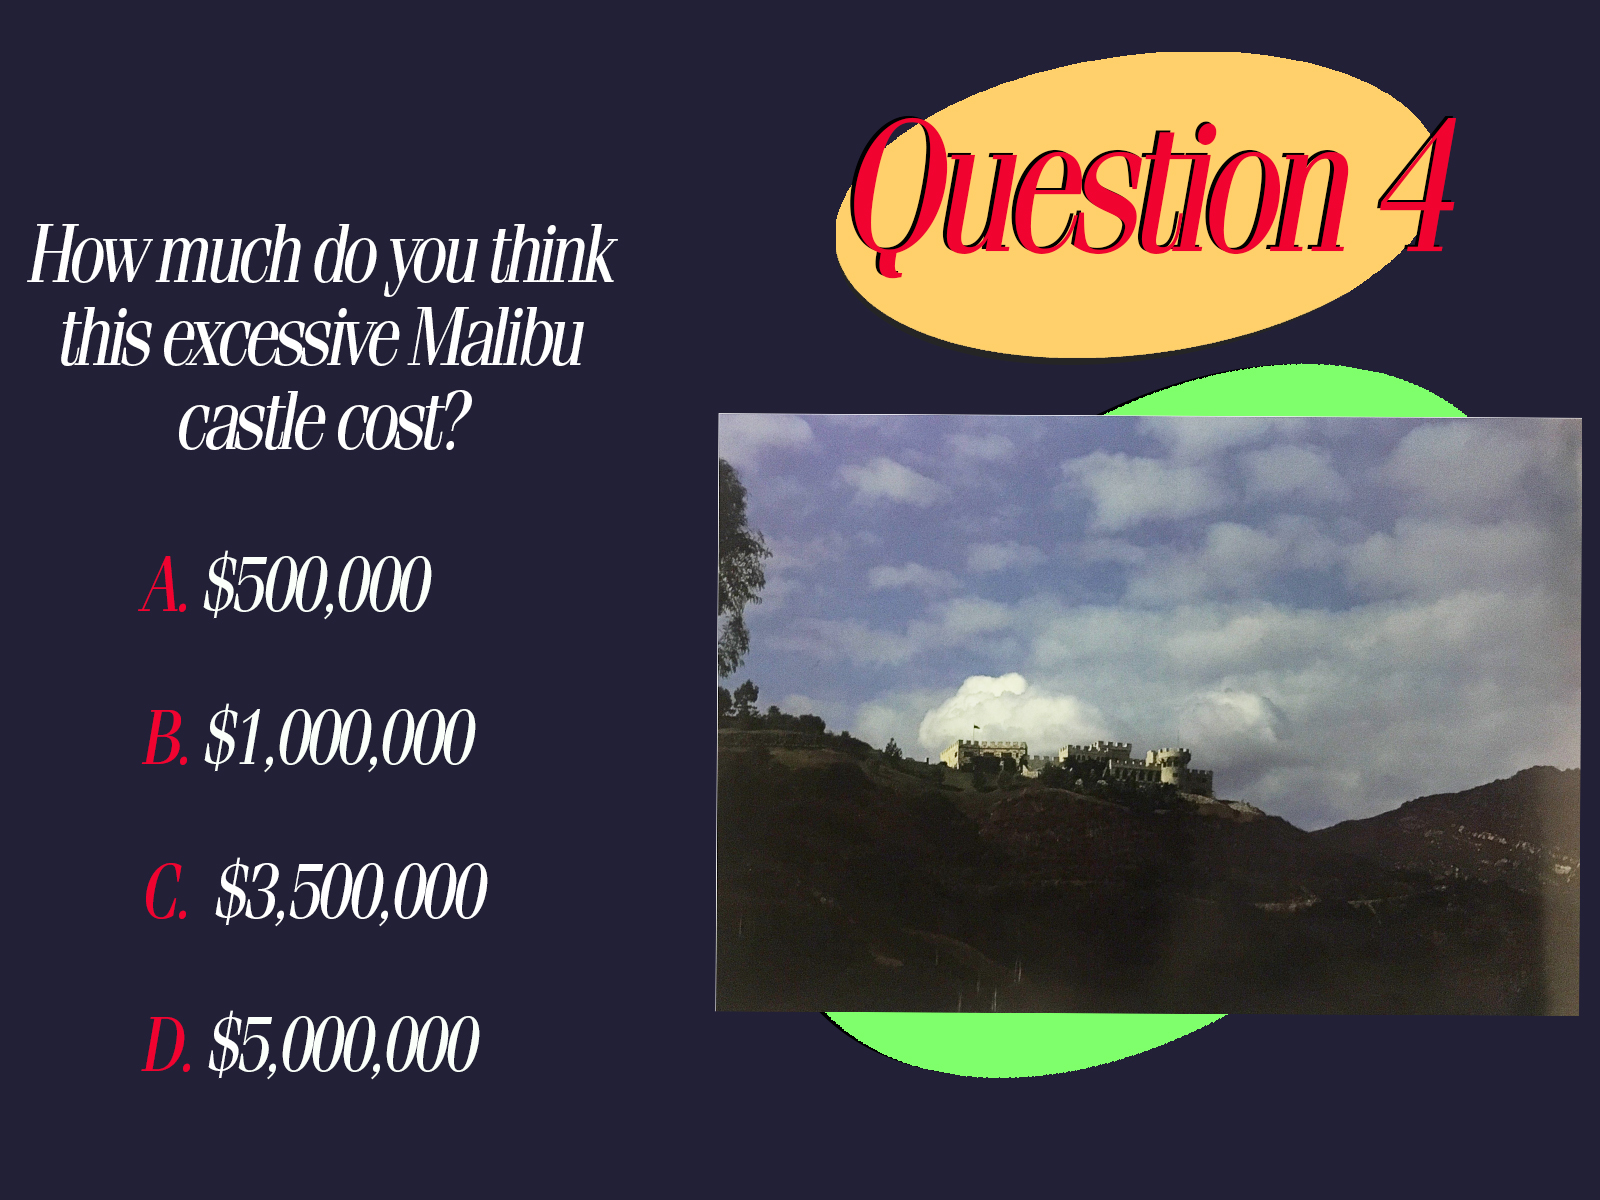 Question 4
How much do you think
this excessive Malibu
castle cost?
A. $500,000
B. $1,000,000
C. $3,500,000
D. $5,000,000